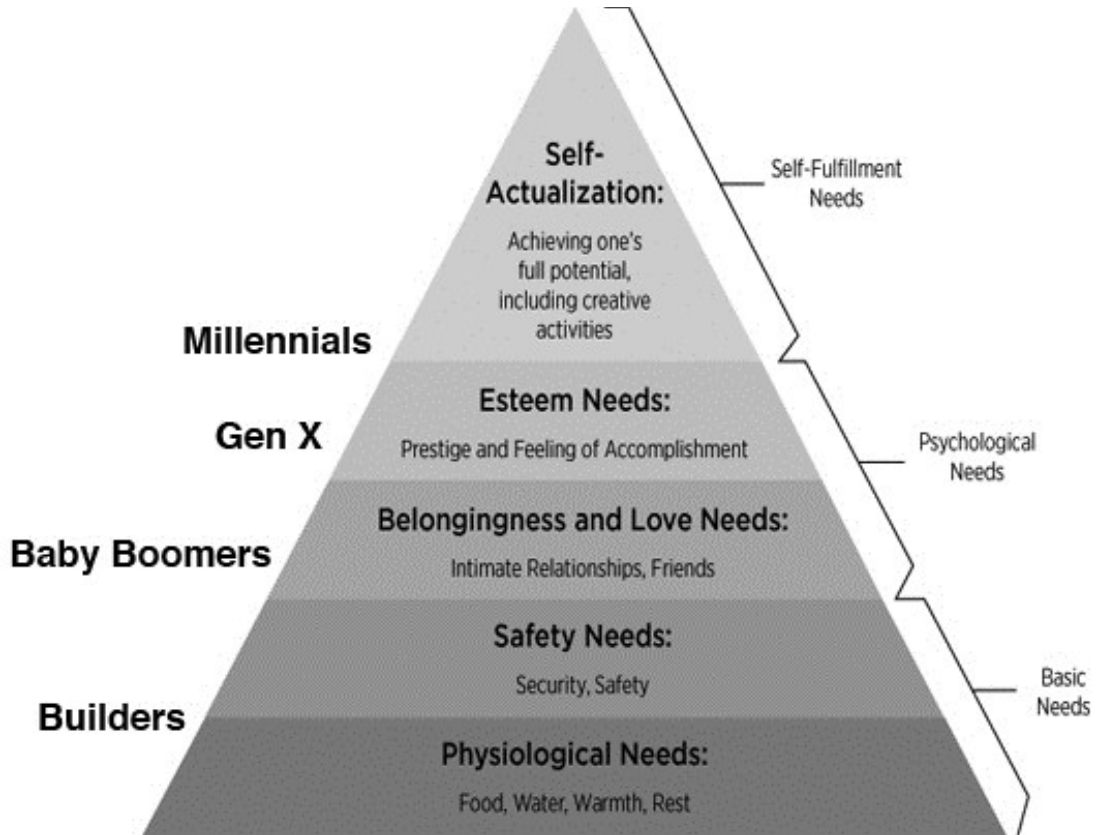 Self-
Actualization:
Achieving one's
full potential,
including creative
activities
Self-Fulfillment
Needs
Millennials
Esteem Needs:
Prestige and Feeling of Accomplishment
Gen X
Psychological
Needs
Belongingness and Love Needs:
Intimate Relationships, Friends
Baby Boomers
Safety Needs:
Security, Safety
Basic
Needs
Builders
Physiological Needs:
Food, Water, Warmth, Rest